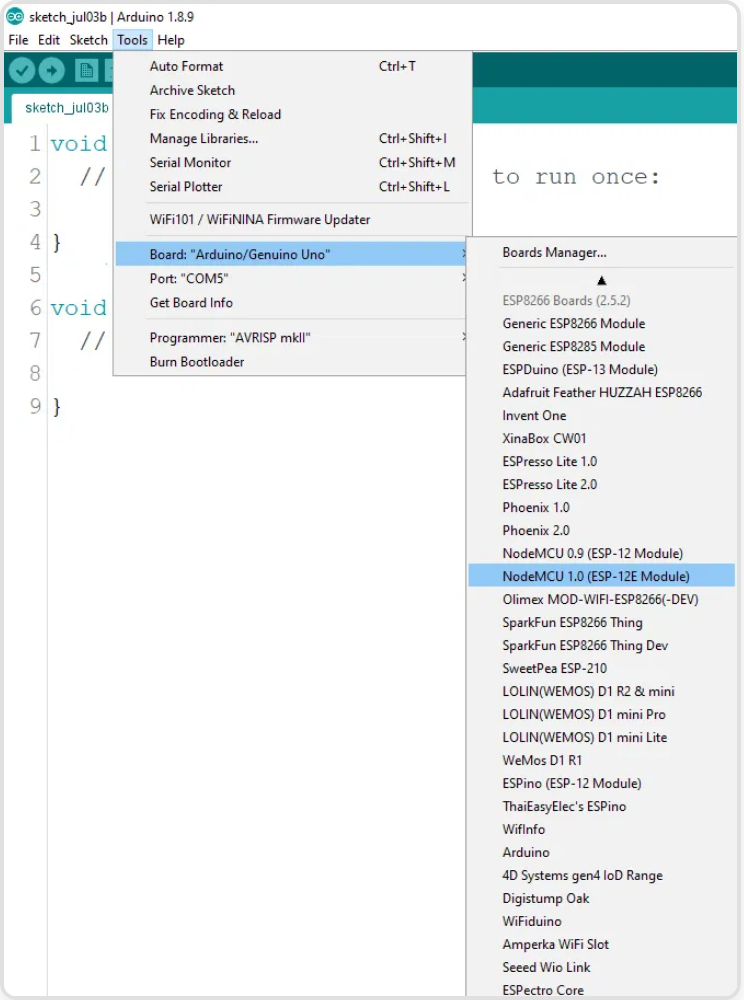 sketch_jul03b | Arduino 1.8.9
File Edit Sketch Tools Help
Auto Format Ctrl+T
Archive Sketch
Fix Encoding & Reload
Manage Libraries... Ctrl+Shift+I
Serial Monitor Ctrl+Shift+M
Serial Plotter Ctrl+Shift+L
WiFi101 / WiFiNINA Firmware Updater
Board: "Arduino/Genuino Uno"
Port: "COM5"
Get Board Info
Programmer: "AVRISP mkII"
Burn Bootloader
sketch_jul03b
1 void
2 // to run once:
3
4 }
5
6 void
7 //
8
9 }
Boards Manager...
ESP8266 Boards (2.5.2)
Generic ESP8266 Module
Generic ESP8285 Module
ESPDuino (ESP-13 Module)
Adafruit Feather HUZZAH ESP8266
Invent One
XinaBox CW01
ESPresso Lite 1.0
ESPresso Lite 2.0
Phoenix 1.0
Phoenix 2.0
NodeMCU 0.9 (ESP-12 Module)
NodeMCU 1.0 (ESP-12E Module)
Olimex MOD-WIFI-ESP8266(-DEV)
SparkFun ESP8266 Thing
SparkFun ESP8266 Thing Dev
SweetPea ESP-210
LOLIN(WEMOS) D1 R2 & mini
LOLIN(WEMOS) D1 mini Pro
LOLIN(WEMOS) D1 mini Lite
WeMos D1 R1
ESPino (ESP-12 Module)
ThaiEasyElec's ESPino
WifInfo
Arduino
4D Systems gen4 IoD Range
Digistump Oak
WiFiduino
Amperka WiFi Slot
Seeed Wio Link
ESPectro Core